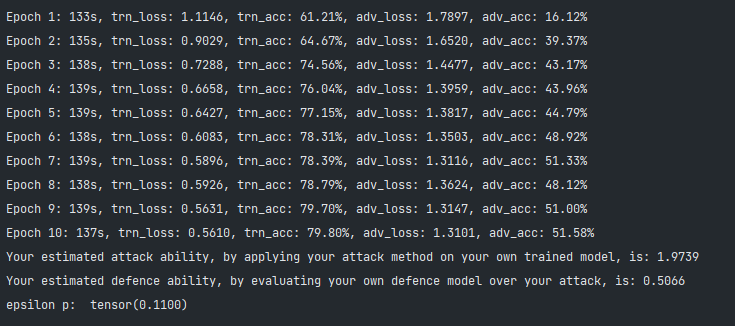 Epoch 1: 133s, trn_loss: 1.1146, trn_acc: 61.21%, adv_loss: 1.7897, adv_acc: 16.12%
Epoch 2: 135s, trn_loss: 0.9029, trn_acc: 64.67%, adv_loss: 1.6520, adv_acc: 39.37%
Epoch 3: 138s, trn_loss: 0.7288, trn_acc: 74.56%, adv_loss: 1.4477, adv_acc: 43.17%
Epoch 4: 139s, trn_loss: 0.6658, trn_acc: 76.04%, adv_loss: 1.3959, adv_acc: 43.96%
Epoch 5: 139s, trn_loss: 0.6427, trn_acc: 77.15%, adv_loss: 1.3817, adv_acc: 44.79%
Epoch 6: 138s, trn_loss: 0.6083, trn_acc: 78.31%, adv_loss: 1.3503, adv_acc: 48.92%
Epoch 7: 139s, trn_loss: 0.5896, trn_acc: 78.39%, adv_loss: 1.3116, adv_acc: 51.33%
Epoch 8: 138s, trn_loss: 0.5926, trn_acc: 78.79%, adv_loss: 1.3624, adv_acc: 48.12%
Epoch 9: 139s, trn_loss: 0.5631, trn_acc: 79.70%, adv_loss: 1.3147, adv_acc: 51.00%
Epoch 10: 137s, trn_loss: 0.5610, trn_acc: 79.80%, adv_loss: 1.3101, adv_acc: 51.58%
Your estimated attack ability, by applying your attack method on your own trained model, is: 1.9739
Your estimated defence ability, by evaluating your own defence model over your attack, is: 0.5066
epsilon p:  tensor(0.1100)